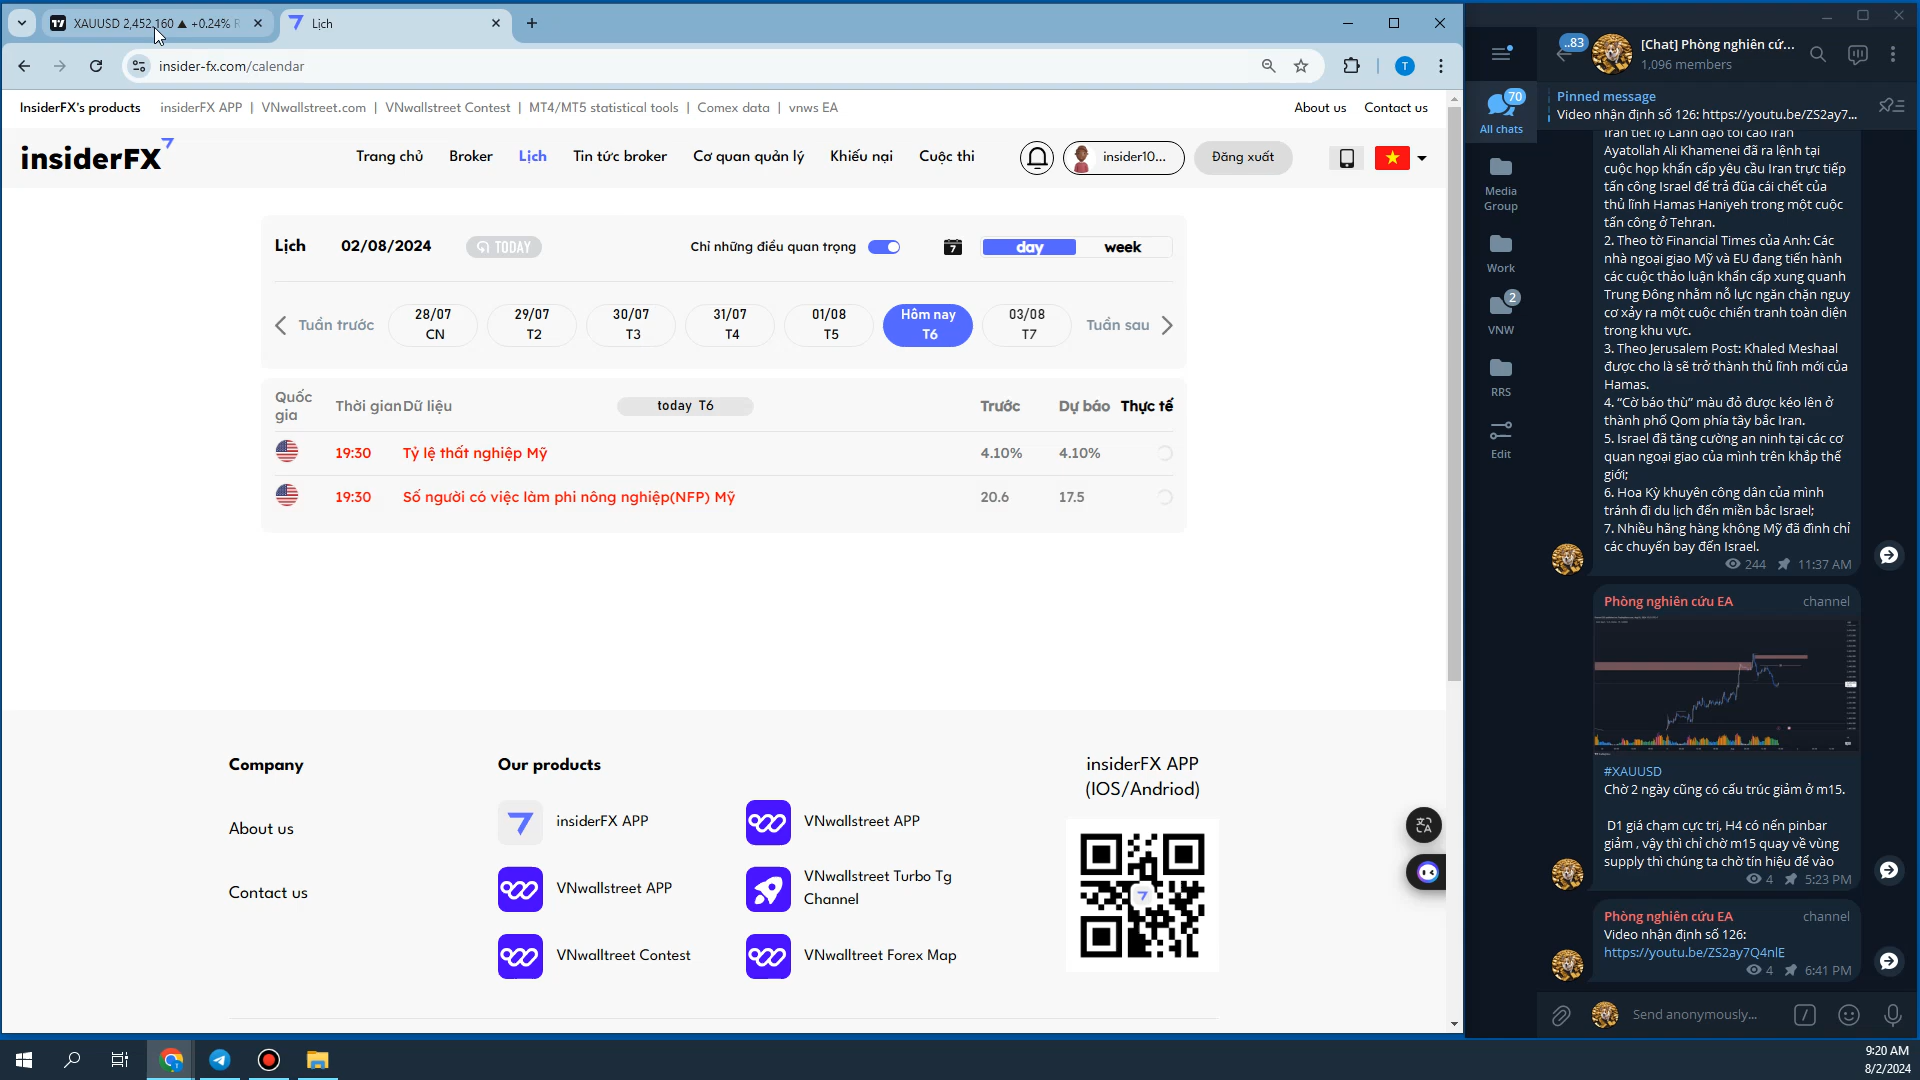 XAUUSD 2,452.160 ▲ +0.24%
Lịch
insider-fx.com/calendar
T
InsiderFX's products
insiderFX APP | VNwallstreet.com | VNwallstreet Contest | MT4/MT5 statistical tools | Comex data | vnws EA
About us
Contact us
insiderFX
Trang chủ
Broker
Lịch
Tin tức broker
Cơ quan quản lý
Khiếu nại
Cuộc thi
insider10...
Đăng xuất
Lịch
02/08/2024
TODAY
Chỉ những điều quan trọng
7
day
week
Tuần trước
28/07
CN
29/07
T2
30/07
T3
31/07
T4
01/08
T5
Hôm nay
T6
03/08
T7
Tuần sau
Quốc
gia
Thời gian
Dữ liệu
today T6
Trước
Dự báo
Thực tế
19:30
Tỷ lệ thất nghiệp Mỹ
4.10%
4.10%
19:30
Số người có việc làm phi nông nghiệp(NFP) Mỹ
20.6
17.5
Company
About us
Contact us
Our products
insiderFX APP
VNwallstreet APP
VNwalltreet Contest
VNwallstreet APP
VNwallstreet Turbo Tg
Channel
VNwalltreet Forex Map
insiderFX APP
(IOS/Andriod)
..83
[Chat] Phòng nghiên cứ...
1,096 members
70
All chats
Media
Group
Work
2
VNW
RRS
Edit
Pinned message
Video nhận định số 126: https://youtu.be/ZS2ay7...
Iran tiết lộ Lãnh đạo tối cao Iran
Ayatollah Ali Khamenei đã ra lệnh tại
cuộc họp khẩn cấp yêu cầu Iran trực tiếp
tấn công Israel để trả đũa cái chết của
thủ lĩnh Hamas Haniyeh trong một cuộc
tấn công ở Tehran.
2. Theo tờ Financial Times của Anh: Các
nhà ngoại giao Mỹ và EU đang tiến hành
các cuộc thảo luận khẩn cấp xung quanh
Trung Đông nhằm nỗ lực ngăn chặn nguy
cơ xảy ra một cuộc chiến tranh toàn diện
trong khu vực.
3. Theo Jerusalem Post: Khaled Meshaal
được cho là sẽ trở thành thủ lĩnh mới của
Hamas.
4. “Cờ báo thù” màu đỏ được kéo lên ở
thành phố Qom phía tây bắc Iran.
5. Israel đã tăng cường an ninh tại các cơ
quan ngoại giao của mình trên khắp thế
giới;
6. Hoa Kỳ khuyên công dân của mình
tránh đi du lịch đến miền bắc Israel;
7. Nhiều hãng hàng không Mỹ đã đình chỉ
các chuyến bay đến Israel.
244
11:37 AM
Phòng nghiên cứu EA
channel
#XAUUSD
Chờ 2 ngày cũng có cấu trúc giảm ở m15.
D1 giá chạm cực trị, H4 có nến pinbar
giảm , vậy thì chỉ chờ m15 quay về vùng
supply thì chúng ta chờ tín hiệu để vào
4
5:23 PM
Phòng nghiên cứu EA
channel
Video nhận định số 126:
https://youtu.be/ZS2ay7Q4nlE
4
6:41 PM
Send anonymously...
9:20 AM
8/2/2024